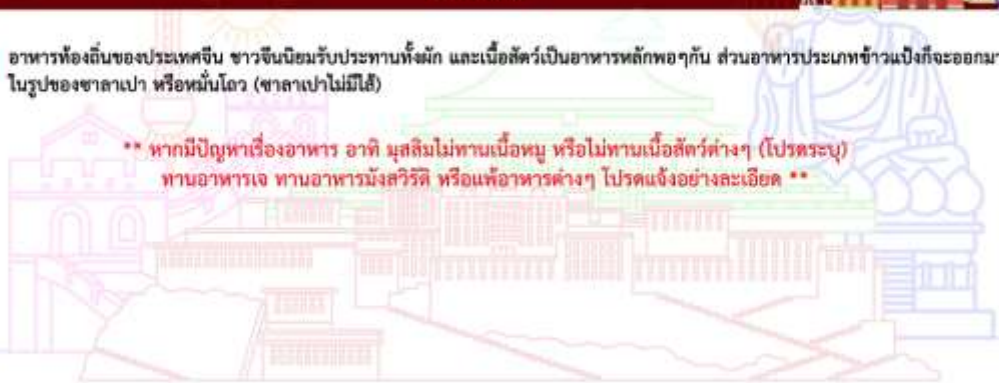 อาหารท้องถิ่นของประเทศจีน ชาวจีนนิยมรับประทานทั้งผัก และเนื้อสัตว์เป็นอาหารหลักพอๆกัน ส่วนอาหารประเภทข้าวแป้งก็จะออกมา
ในรูปของซาลาเปา หรือหมั่นโถว (ซาลาเปาไม่มีไส้)
** หากมีปัญหาเรื่องอาหาร อาทิ มุสลิมไม่ทานเนื้อหมู หรือไม่ทานเนื้อสัตว์ต่างๆ (โปรดระบุ)
ทานอาหารเจ ทานอาหารมังสวิรัติ หรือแพ้อาหารต่างๆ โปรดแจ้งอย่างละเอียด **